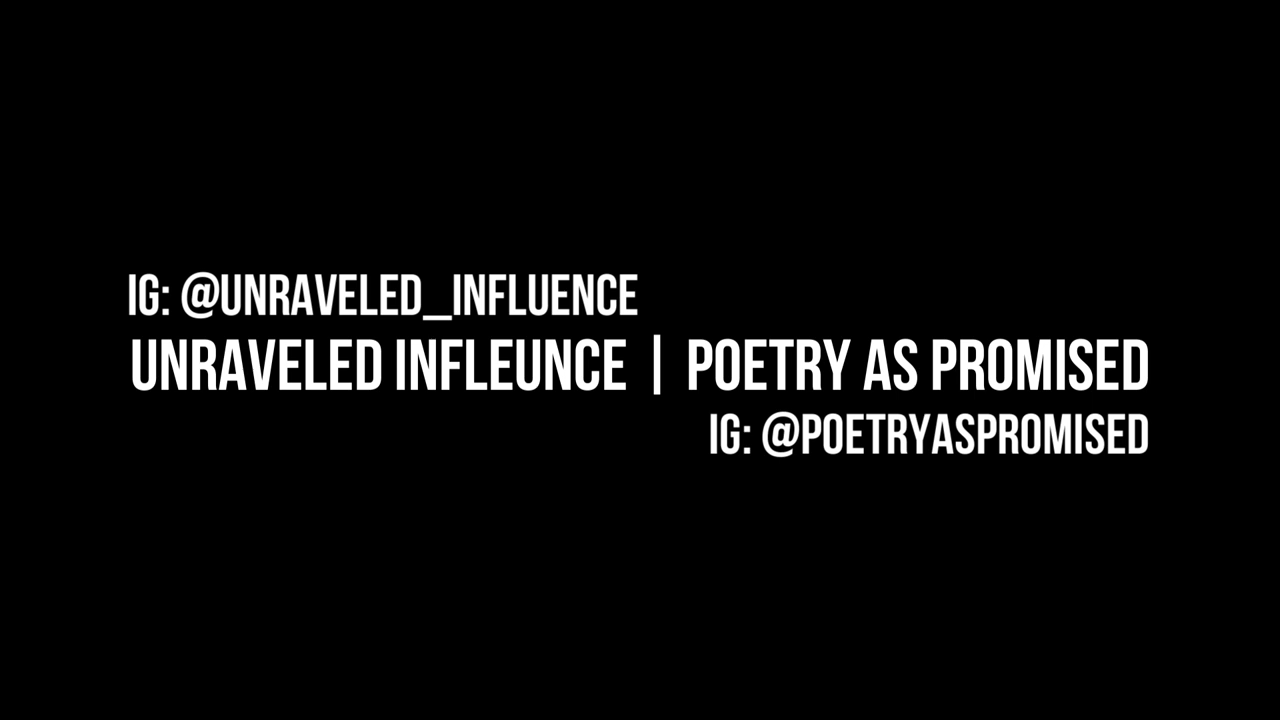 IG: @UNRAVELED_INFLUENCE
UNRAVELED INFLEUNCE | POETRY AS PROMISED
IG: @POETRYASPROMISED